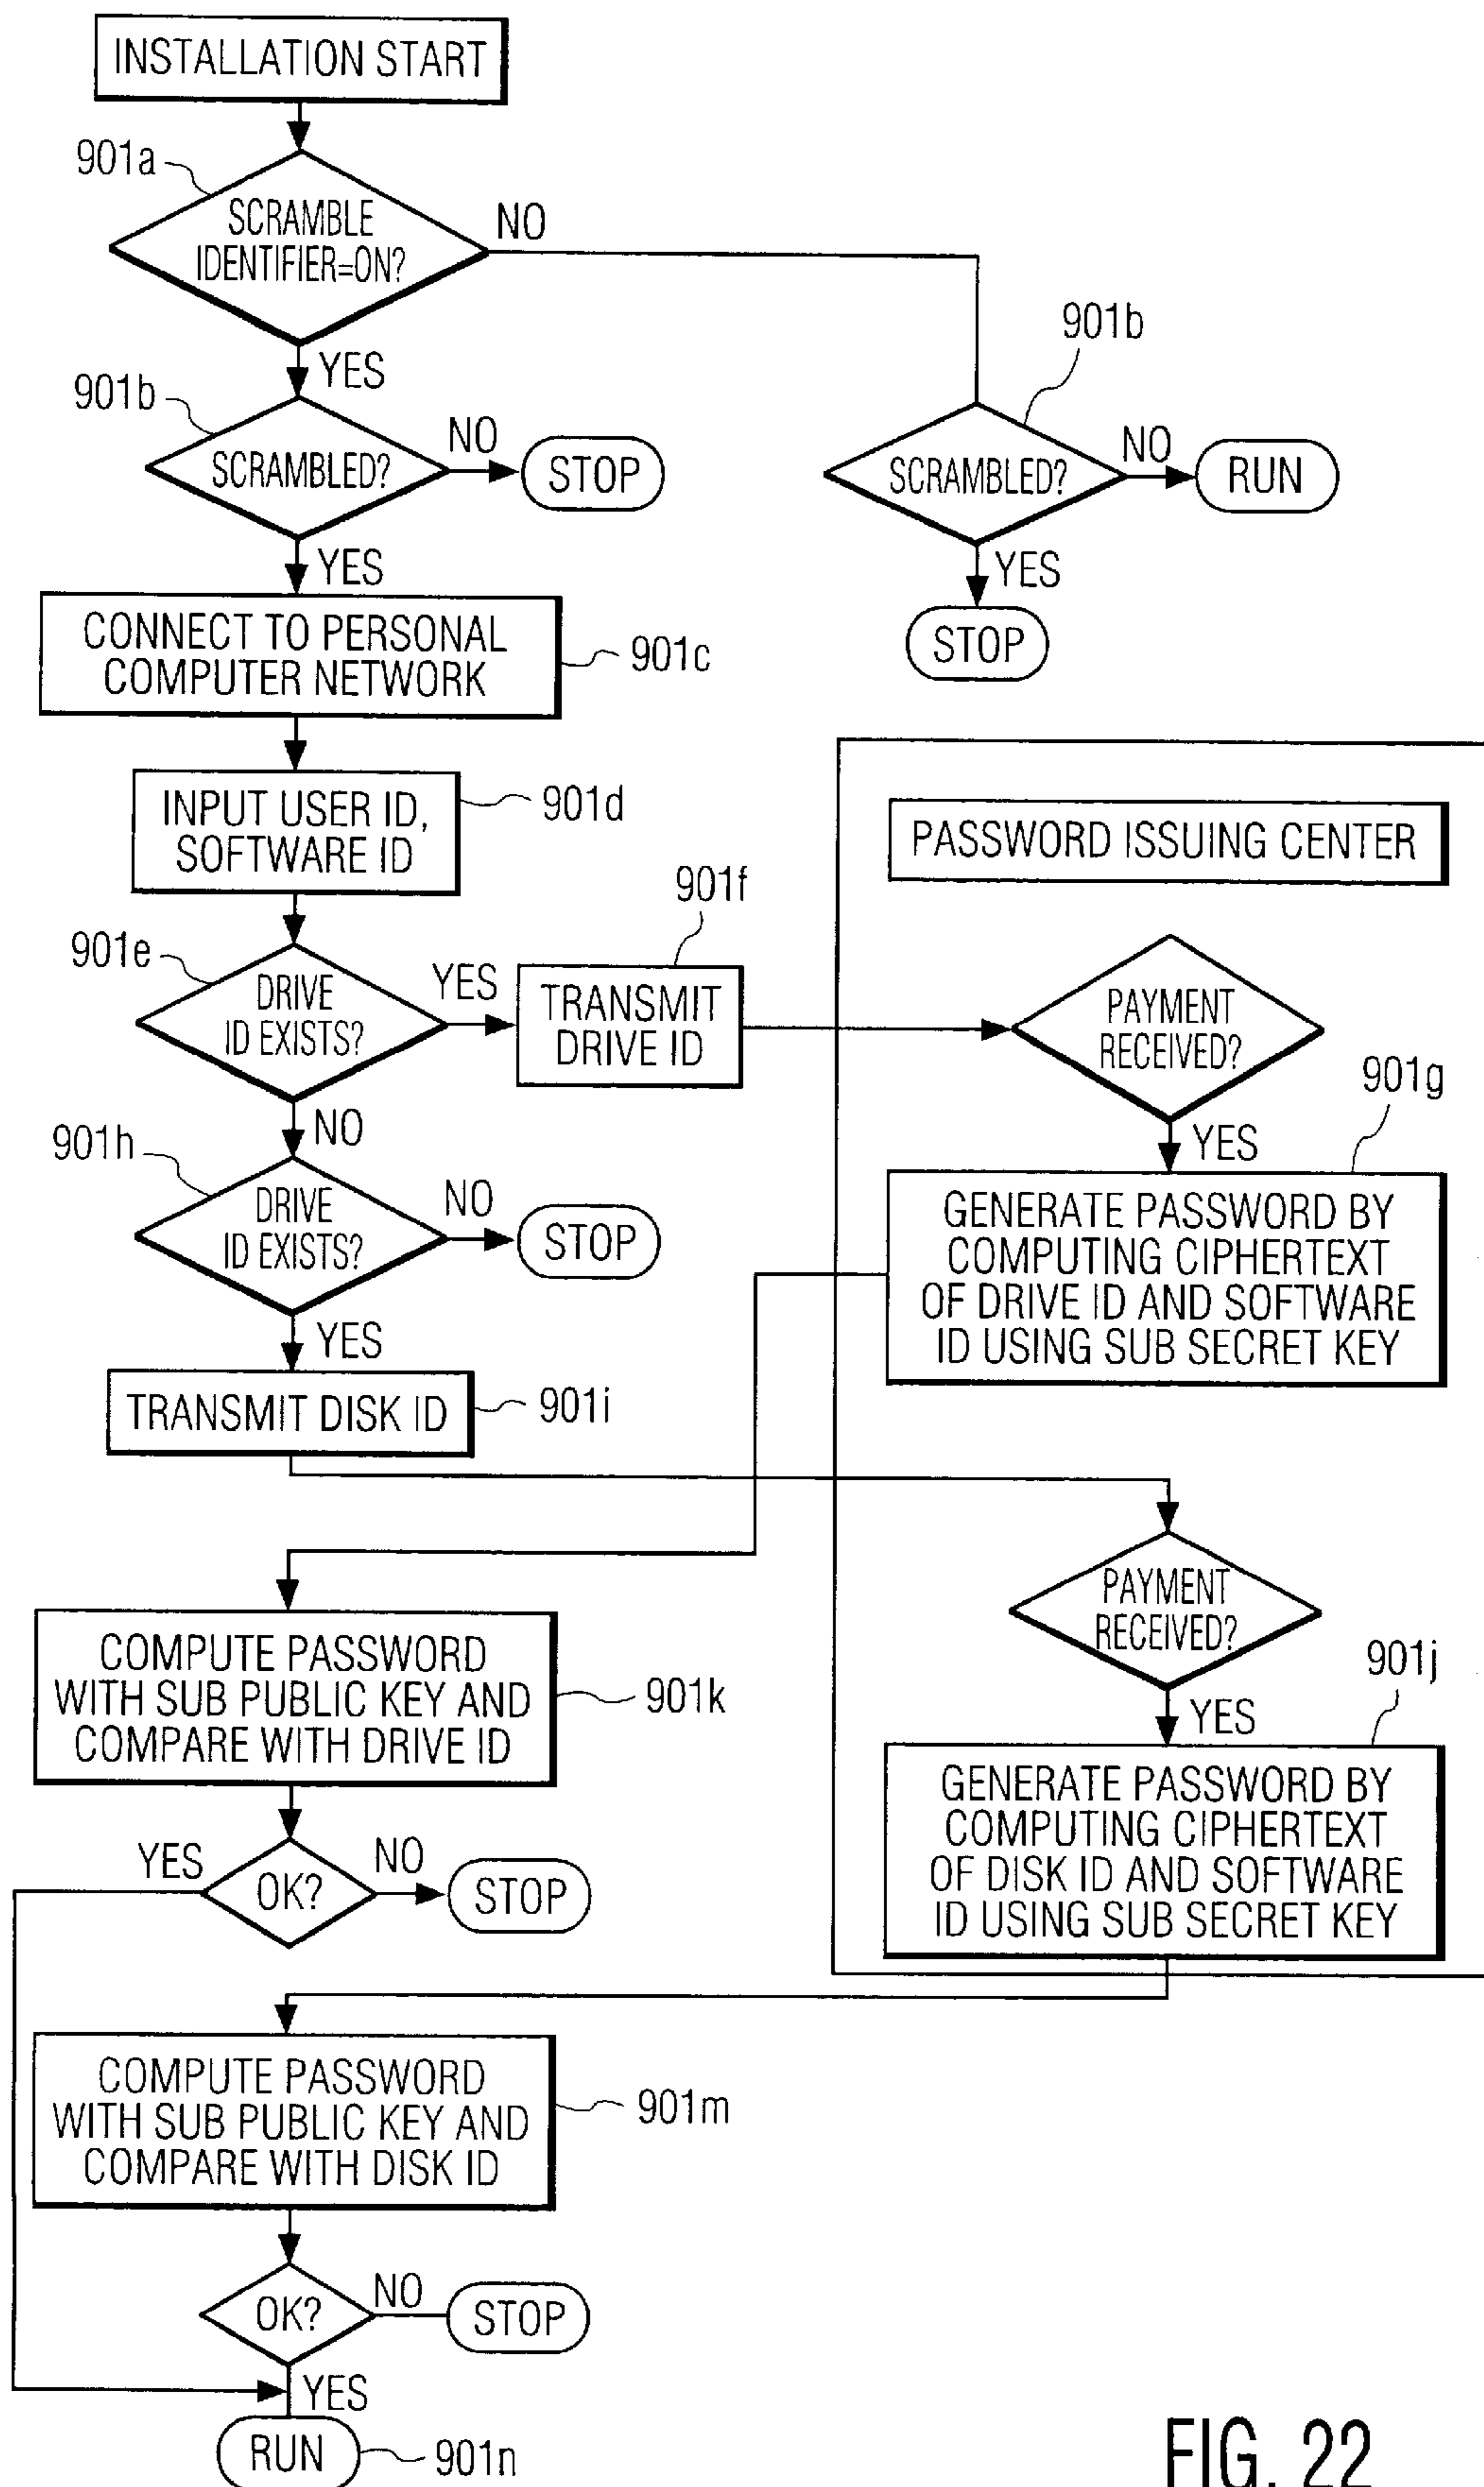 INSTALLATION START
901a
SCRAMBLE
IDENTIFIER=ON?
NO
YES
901b
SCRAMBLED?
NO
STOP
YES
901b
SCRAMBLED?
NO
RUN
YES
STOP
CONNECT TO PERSONAL
COMPUTER NETWORK
901c
INPUT USER ID,
SOFTWARE ID
901d
PASSWORD ISSUING CENTER
901e
DRIVE
ID EXISTS?
YES
901f
TRANSMIT
DRIVE ID
PAYMENT
RECEIVED?
YES
901g
GENERATE PASSWORD BY
COMPUTING CIPHERTEXT
OF DRIVE ID AND SOFTWARE
ID USING SUB SECRET KEY
NO
901h
DRIVE
ID EXISTS?
NO
STOP
YES
TRANSMIT DISK ID
901i
PAYMENT
RECEIVED?
YES
901j
GENERATE PASSWORD BY
COMPUTING CIPHERTEXT
OF DISK ID AND SOFTWARE
ID USING SUB SECRET KEY
COMPUTE PASSWORD
WITH SUB PUBLIC KEY AND
COMPARE WITH DRIVE ID
901k
YES
OK?
NO
STOP
COMPUTE PASSWORD
WITH SUB PUBLIC KEY AND
COMPARE WITH DISK ID
901m
OK?
NO
STOP
YES
RUN
901n
FIG. 22